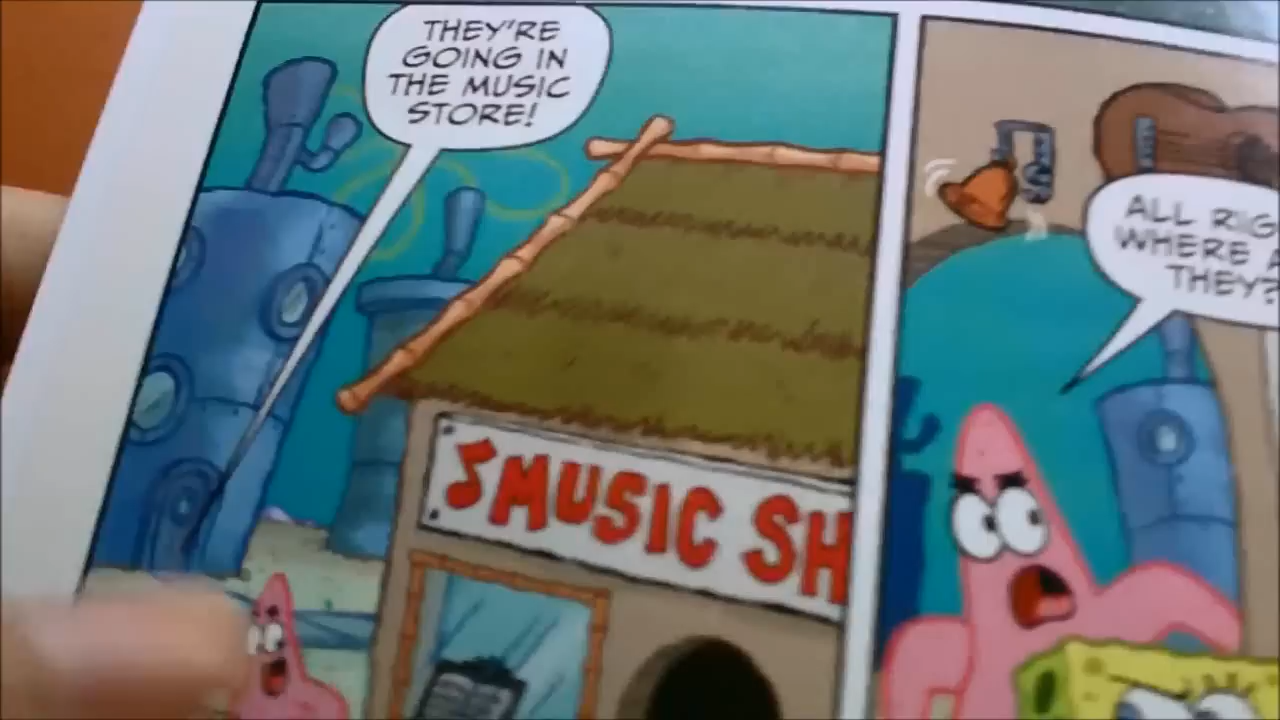 THEY'RE
GOING IN
THE MUSIC
STORE!
MUSIC SH
ALL RIG
WHERE A
THEY?